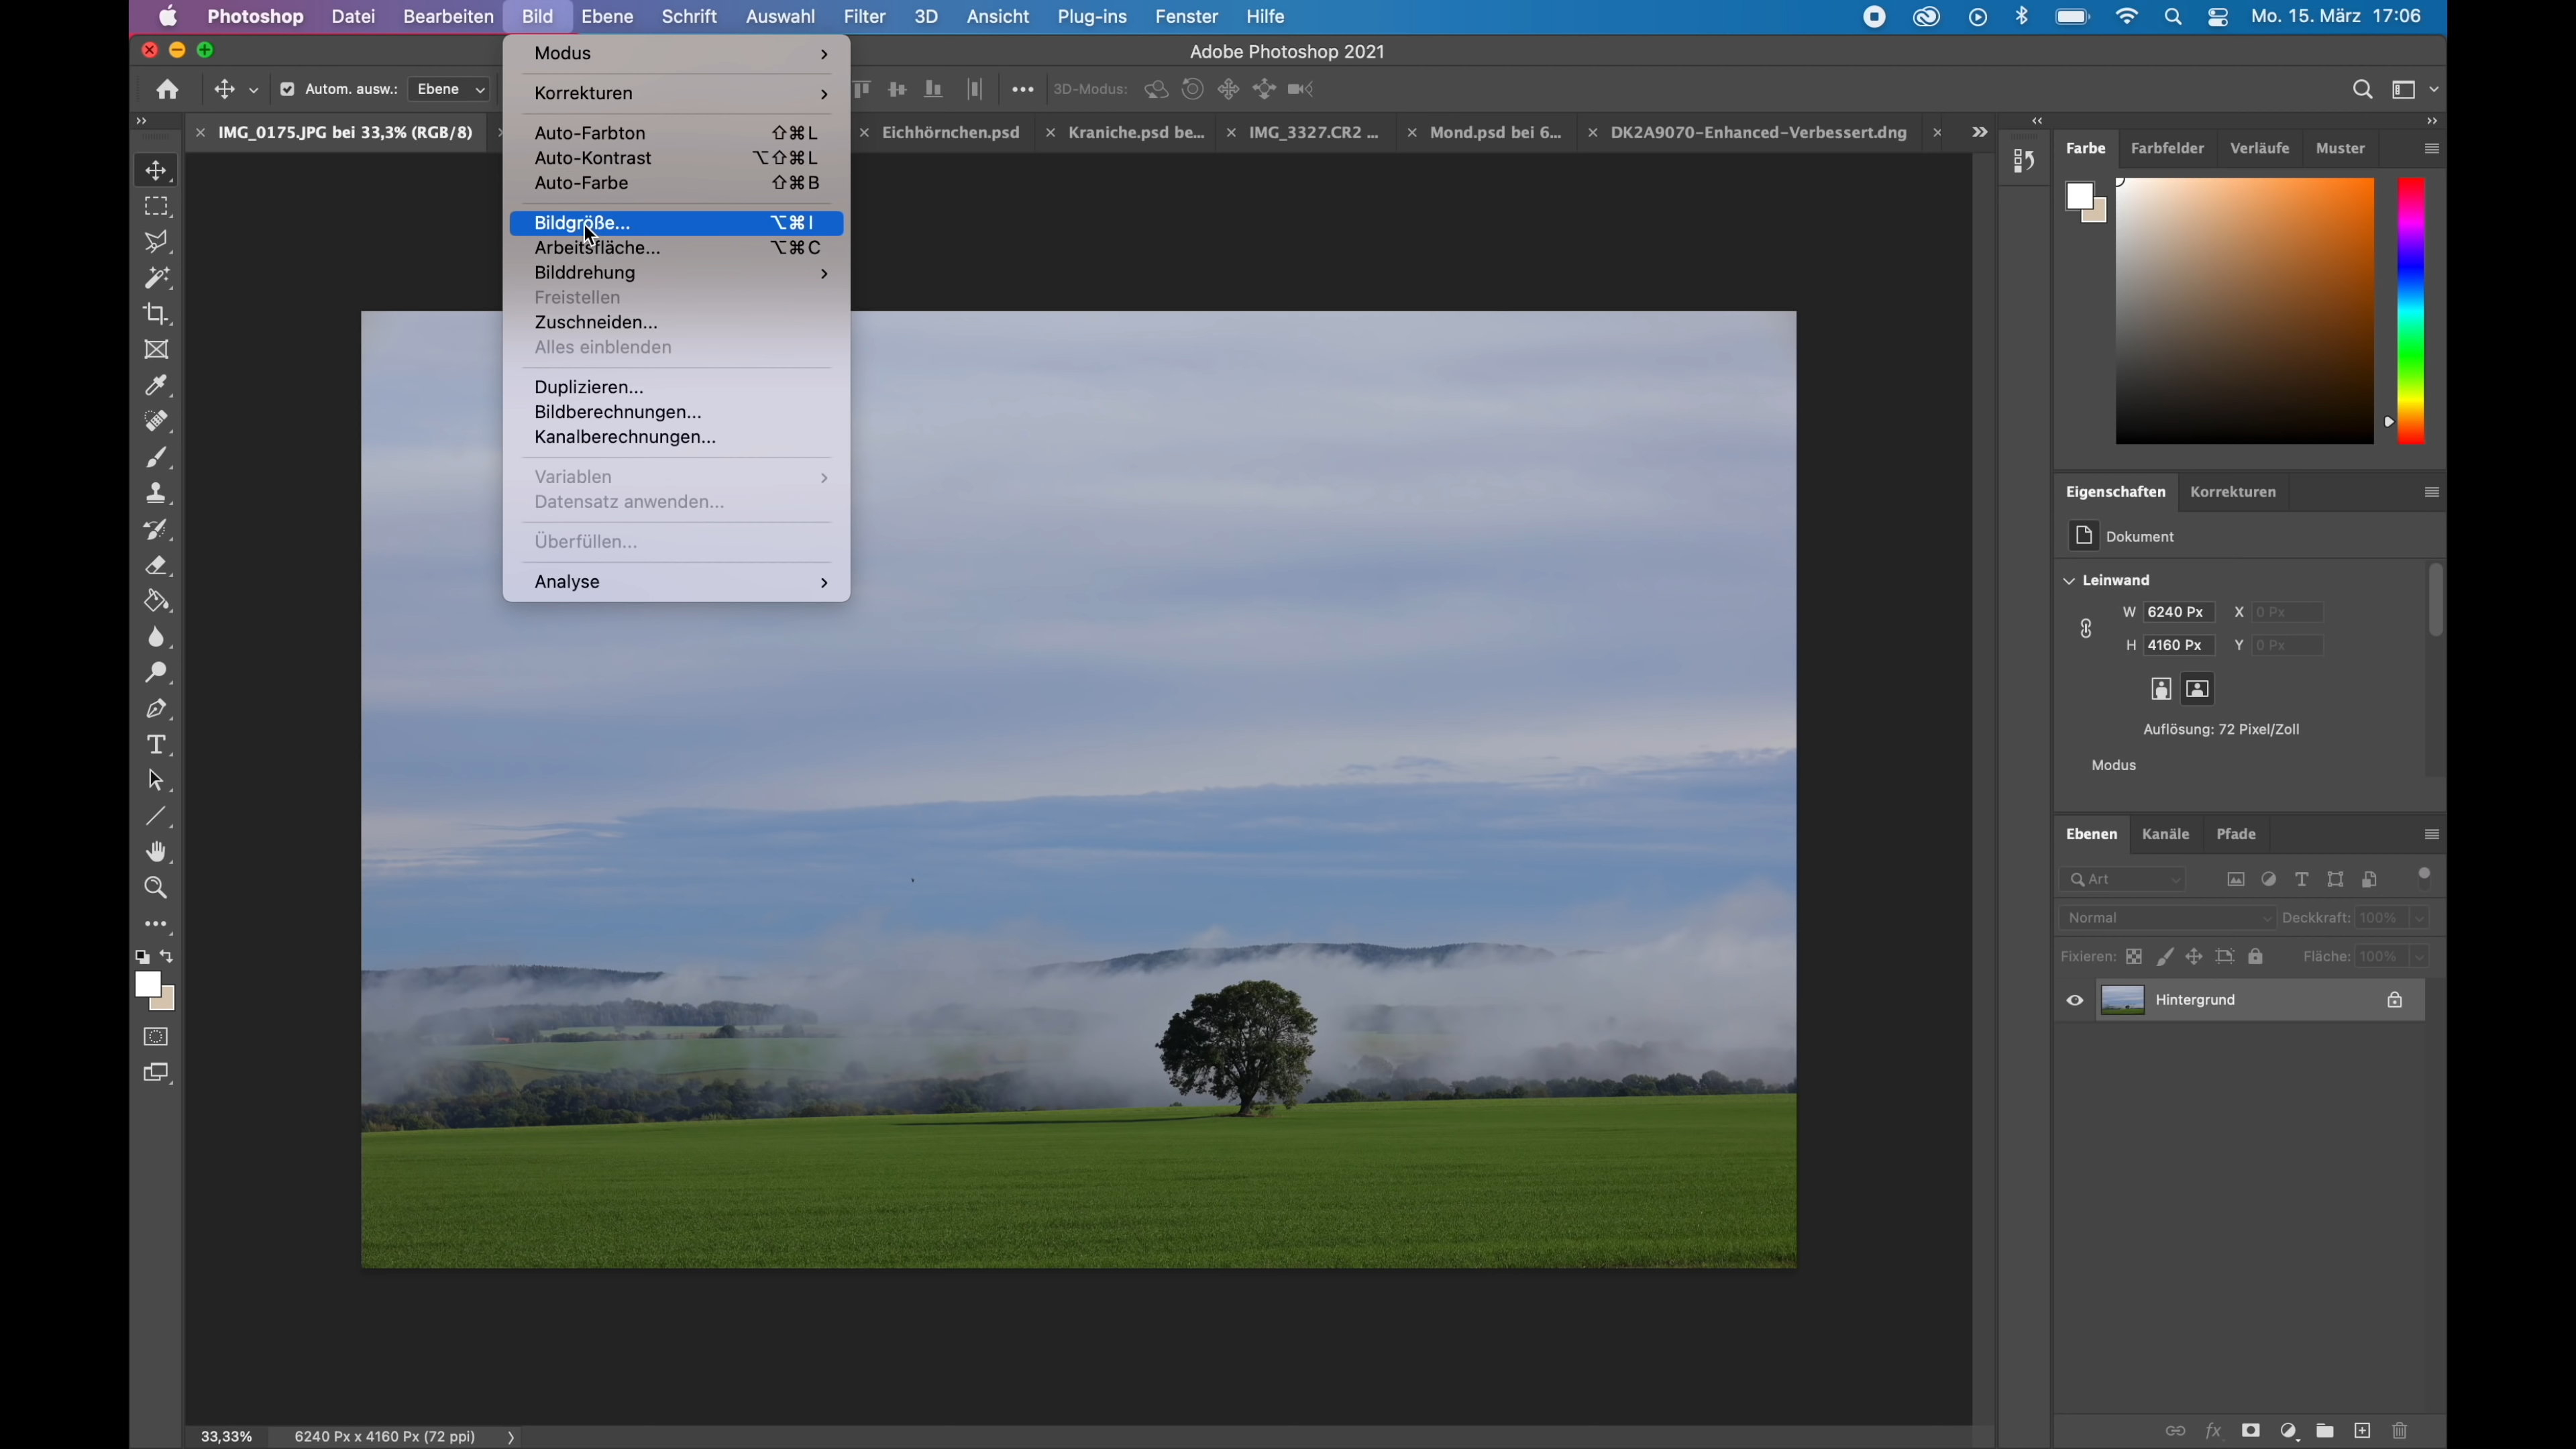 Photoshop Datei Bearbeiten Bild Ebene Schrift Auswahl Filter 3D Ansicht Plug-ins Fenster Hilfe Mo. 15. März 17:06
Adobe Photoshop 2021
Autom. ausw.: Ebene 3D-Modus:
IMG_0175.JPG bei 33,3% (RGB/8) Eichhörnchen.psd Kraniche.psd be... IMG_3327.CR2 ... Mond.psd bei 6... DK2A9070-Enhanced-Verbessert.dng
Modus
Korrekturen
Auto-Farbton ⇧⌘L
Auto-Kontrast ⌥⇧⌘L
Auto-Farbe ⇧⌘B
Bildgröße... ⌥⌘I
Arbeitsfläche... ⌥⌘C
Bilddrehung
Freistellen
Zuschneiden...
Alles einblenden
Duplizieren...
Bildberechnungen...
Kanalberechnungen...
Variablen
Datensatz anwenden...
Überfüllen...
Analyse
Farbe Farbfelder Verläufe Muster
Eigenschaften Korrekturen
Dokument
Leinwand
W 6240 Px X 0 Px
H 4160 Px Y 0 Px
Auflösung: 72 Pixel/Zoll
Modus
Ebenen Kanäle Pfade
Art
Normal Deckkraft: 100%
Fixieren: Fläche: 100%
Hintergrund
fx
33,33% 6240 Px x 4160 Px (72 ppi)